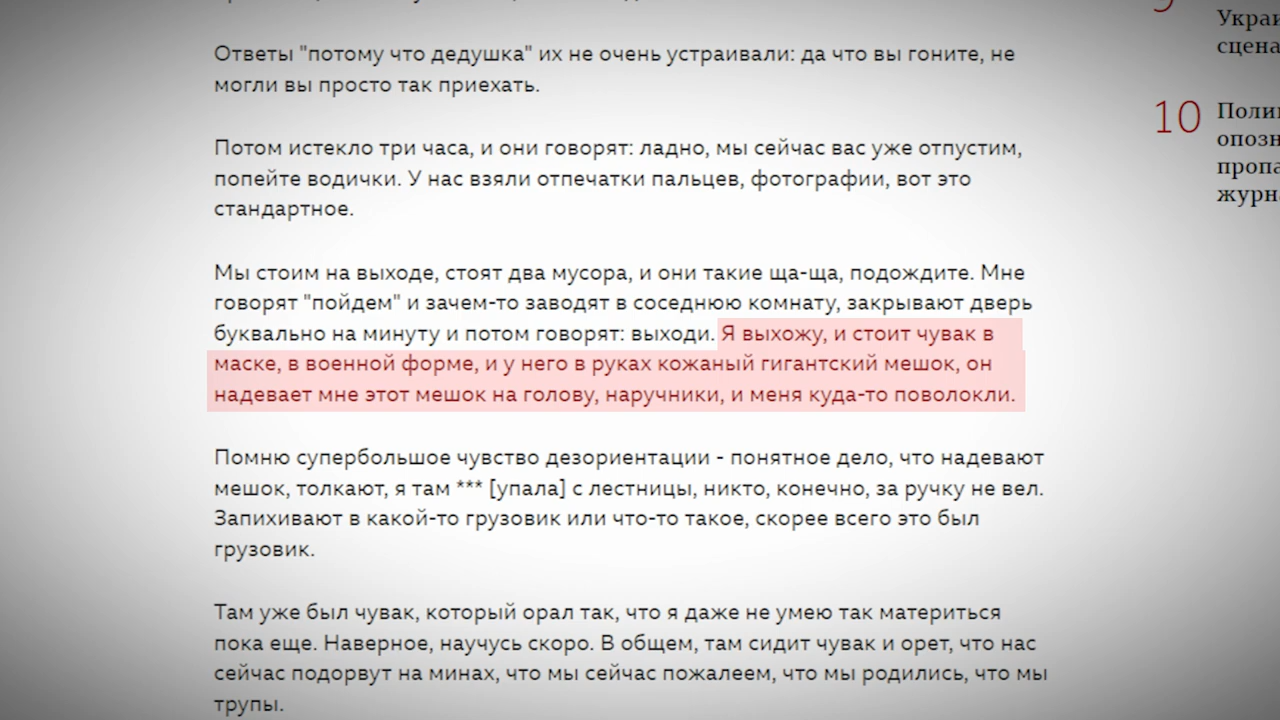 Ответы "потому что дедушка" их не очень устраивали: да что вы гоните, не
могли вы просто так приехать.
Потом истекло три часа, и они говорят: ладно, мы сейчас вас уже отпустим,
попейте водички. У нас взяли отпечатки пальцев, фотографии, вот это
стандартное.
Мы стоим на выходе, стоят два мусора, и они такие ща-ща, подождите. Мне
говорят "пойдем" и зачем-то заводят в соседнюю комнату, закрывают дверь
буквально на минуту и потом говорят: выходи. Я выхожу, и стоит чувак в
маске, в военной форме, и у него в руках кожаный гигантский мешок, он
надевает мне этот мешок на голову, наручники, и меня куда-то поволокли.
Помню супербольшое чувство дезориентации - понятное дело, что надевают
мешок, толкают, я там *** [упала] с лестницы, никто, конечно, за ручку не вел.
Запихивают в какой-то грузовик или что-то такое, скорее всего это был
грузовик.
Там уже был чувак, который орал так, что я даже не умею так материться
пока еще. Наверное, научусь скоро. В общем, там сидит чувак и орет, что нас
сейчас подорвут на минах, что мы сейчас пожалеем, что мы родились, что мы
трупы.
9
Украи
сцена
10
опозн
пропа
журна